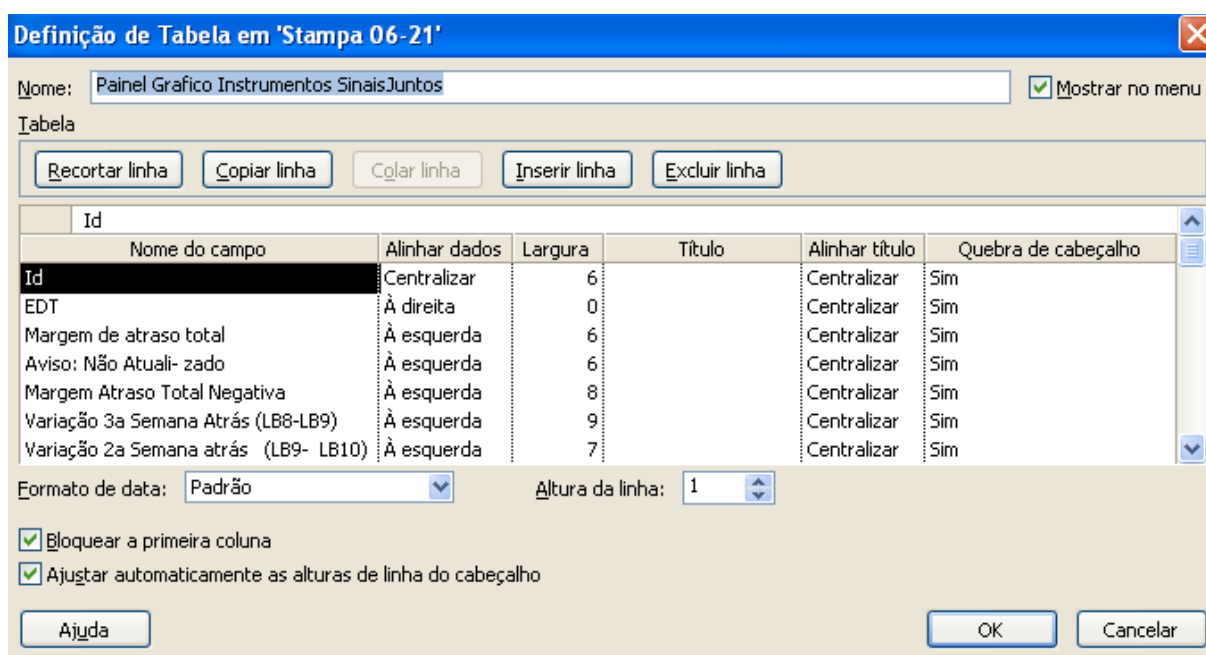 Definição de Tabela em 'Stampa 06-21'
Nome: Painel Grafico Instrumentos SinaisJuntos Mostrar no menu
Tabela
Recortar linha Copiar linha Colar linha Inserir linha Excluir linha
Id
Nome do campo Alinhar dados Largura Título Alinhar título Quebra de cabeçalho
Id Centralizar 6 Centralizar Sim
EDT À direita 0 Centralizar Sim
Margem de atraso total À esquerda 6 Centralizar Sim
Aviso: Não Atuali- zado À esquerda 6 Centralizar Sim
Margem Atraso Total Negativa À esquerda 8 Centralizar Sim
Variação 3a Semana Atrás (LB8-LB9) À esquerda 9 Centralizar Sim
Variação 2a Semana atrás (LB9- LB10) À esquerda 7 Centralizar Sim
Formato de data: Padrão Altura da linha: 1
Bloquear a primeira coluna
Ajustar automaticamente as alturas de linha do cabeçalho
Ajuda OK Cancelar